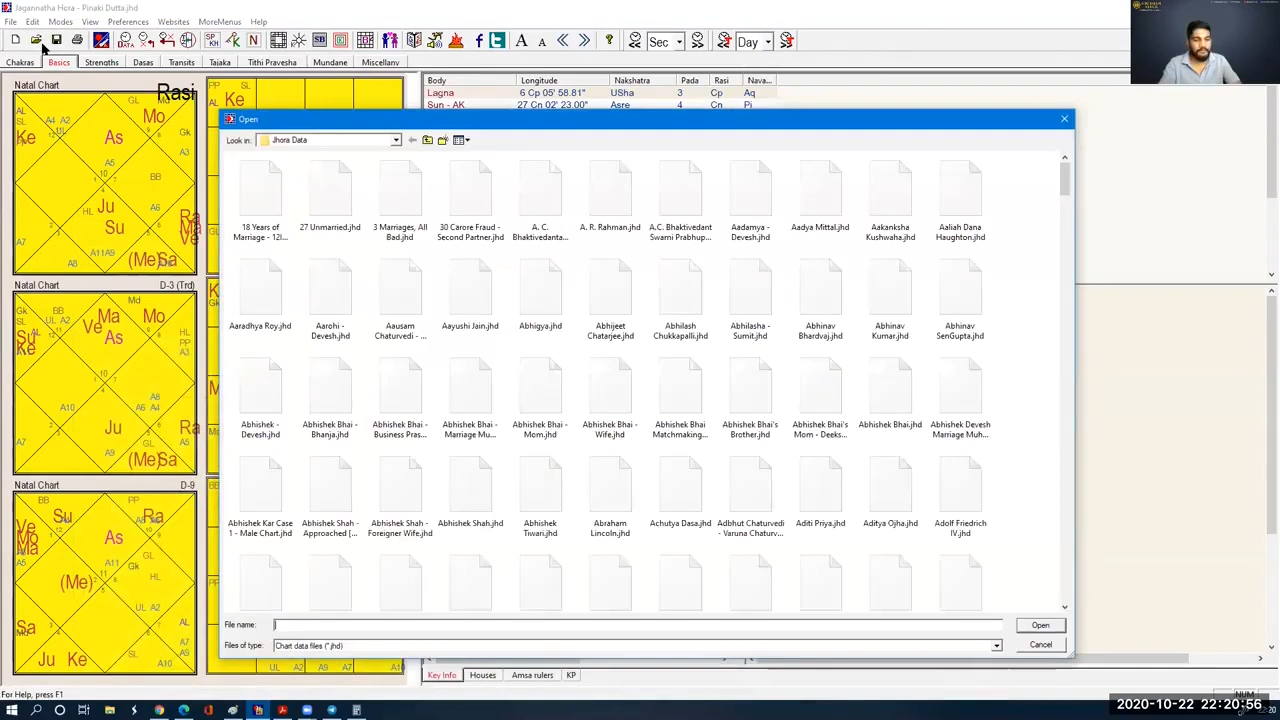 Jagannatha Hora - Pinaki Dutta.jhd
File Edit Modes View Preferences Websites MoreMenus Help
Sec Day
Chakras Basics Strengths Dasas Transits Tajaka Tithi Pravesha Mundane Miscellany
Natal Chart Rasi
Body Longitude Nakshatra Pada Rasi Nava...
Lagna 6 Cp 05' 58.81" USha 3 Cp Aq
Sun - AK 27 Cn 02' 23.00" Asre 4 Cn Pi
Open
Look in: Jhora Data
18 Years of Marriage - 12l...
27 Unmarried.jhd
3 Marriages, All Bad.jhd
30 Carore Fraud - Second Partner.jhd
A. C. Bhaktivedanta...
A. R. Rahman.jhd
A.C. Bhaktivedant Swami Prabhup...
Aadamya - Devesh.jhd
Aadya Mittal.jhd
Aakanksha Kushwaha.jhd
Aaliah Dana Haughton.jhd
Aaradhya Roy.jhd
Aarohi - Devesh.jhd
Aausam Chaturvedi - ...
Aayushi Jain.jhd
Abhigya.jhd
Abhijeet Chatarjee.jhd
Abhilash Chukkapalli.jhd
Abhilasha - Sumit.jhd
Abhinav Bhardvaj.jhd
Abhinav Kumar.jhd
Abhinav SenGupta.jhd
Abhishek - Devesh.jhd
Abhishek Bhai - Bhanja.jhd
Abhishek Bhai - Business Pras...
Abhishek Bhai - Marriage Mu...
Abhishek Bhai - Mom.jhd
Abhishek Bhai - Wife.jhd
Abhishek Bhai Matchmaking...
Abhishek Bhai's Brother.jhd
Abhishek Bhai's Mom - Deeks...
Abhishek Bhai.jhd
Abhishek Devesh Marriage Muh...
Abhishek Kar Case 1 - Male Chart.jhd
Abhishek Shah - Approached [...
Abhishek Shah - Foreigner Wife.jhd
Abhishek Shah.jhd
Abhishek Tiwari.jhd
Abraham Lincoln.jhd
Achutya Dasa.jhd
Adbhut Chaturvedi - Varuna Chaturv...
Aditi Priya.jhd
Aditya Ojha.jhd
Adolf Friedrich IV.jhd
File name: Open
Files of type: Chart data files (*.jhd) Cancel
Natal Chart D-3 (Trd)
Natal Chart D-9
Key Info Houses Amsa rulers KP
For Help, press F1 NUM
2020-10-22 22:20:56